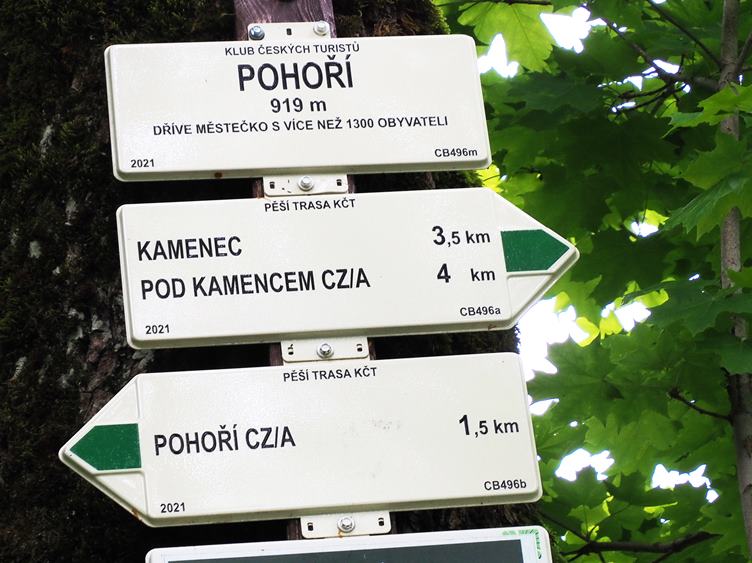 KLUB ČESKÝCH TURISTŮ
POHOŘÍ
919 m
DŘÍVE MĚSTEČKO S VÍCE NEŽ 1300 OBYVATELI
2021 CB496m
PĚŠÍ TRASA KČT
KAMENEC 3,5 km
POD KAMENCEM CZ/A 4 km
2021 CB496a
PĚŠÍ TRASA KČT
POHOŘÍ CZ/A 1,5 km
2021 CB496b